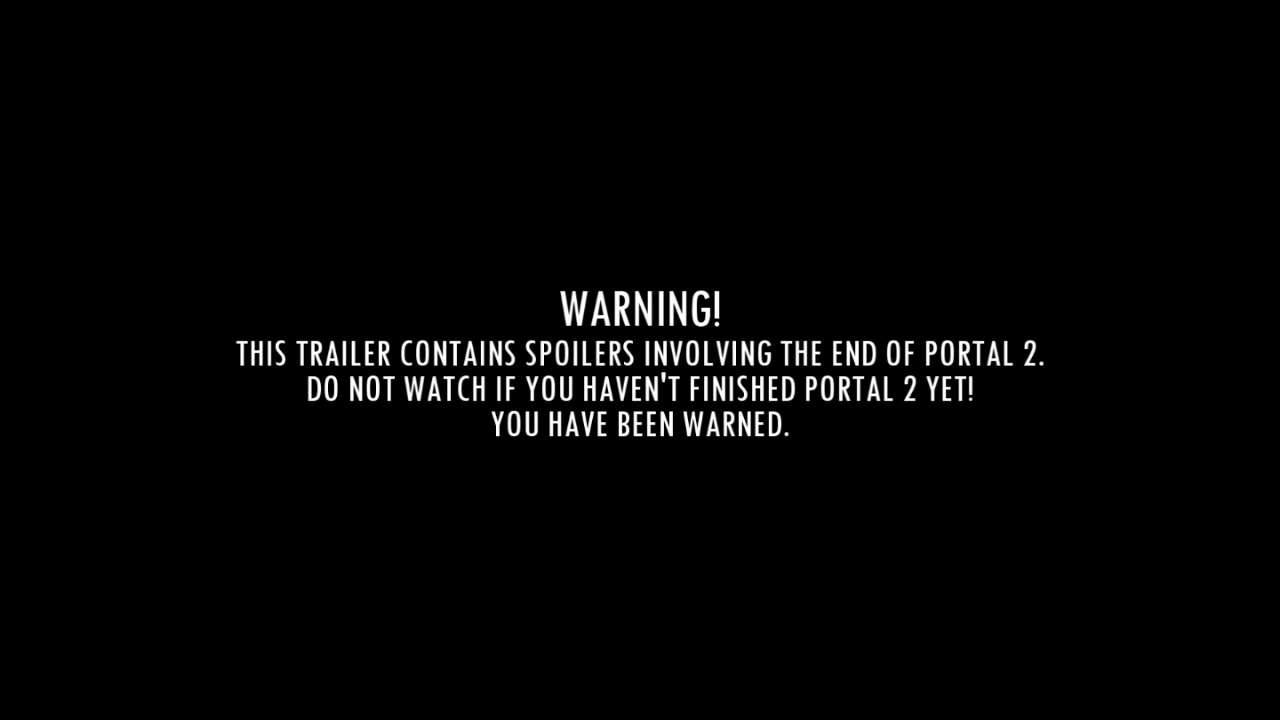 WARNING!
THIS TRAILER CONTAINS SPOILERS INVOLVING THE END OF PORTAL 2.
DO NOT WATCH IF YOU HAVEN'T FINISHED PORTAL 2 YET!
YOU HAVE BEEN WARNED.